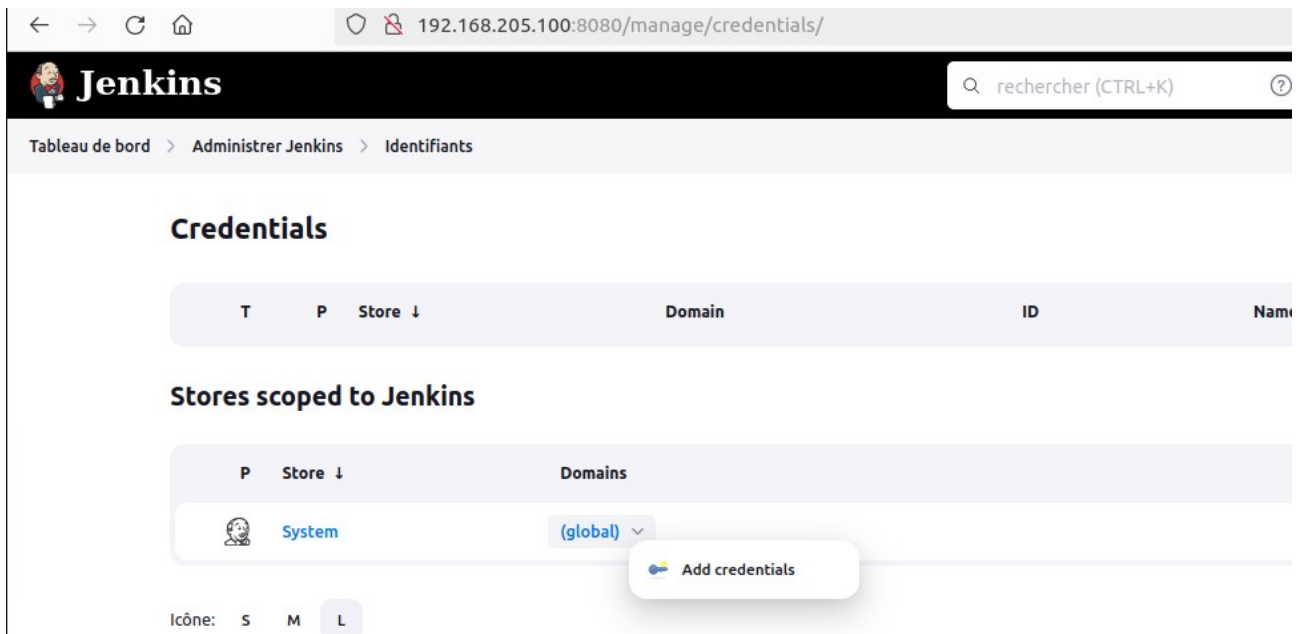 192.168.205.100:8080/manage/credentials/
Jenkins
rechercher (CTRL+K)
?
Tableau de bord > Administrer Jenkins > Identifiants
Credentials
T P Store ↓ Domain ID Name
Stores scoped to Jenkins
P Store ↓ Domains
System (global)
Add credentials
Icône: S M L